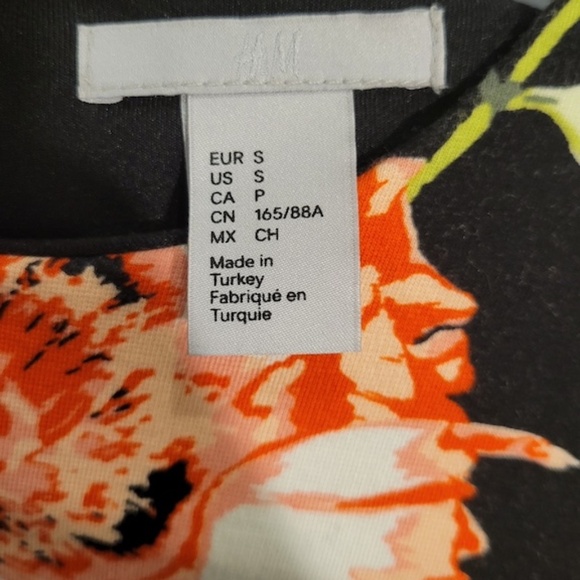 H&M
EUR S
US S
CA P
CN 165/88A
MX CH
Made in
Turkey
Fabriqué en
Turquie